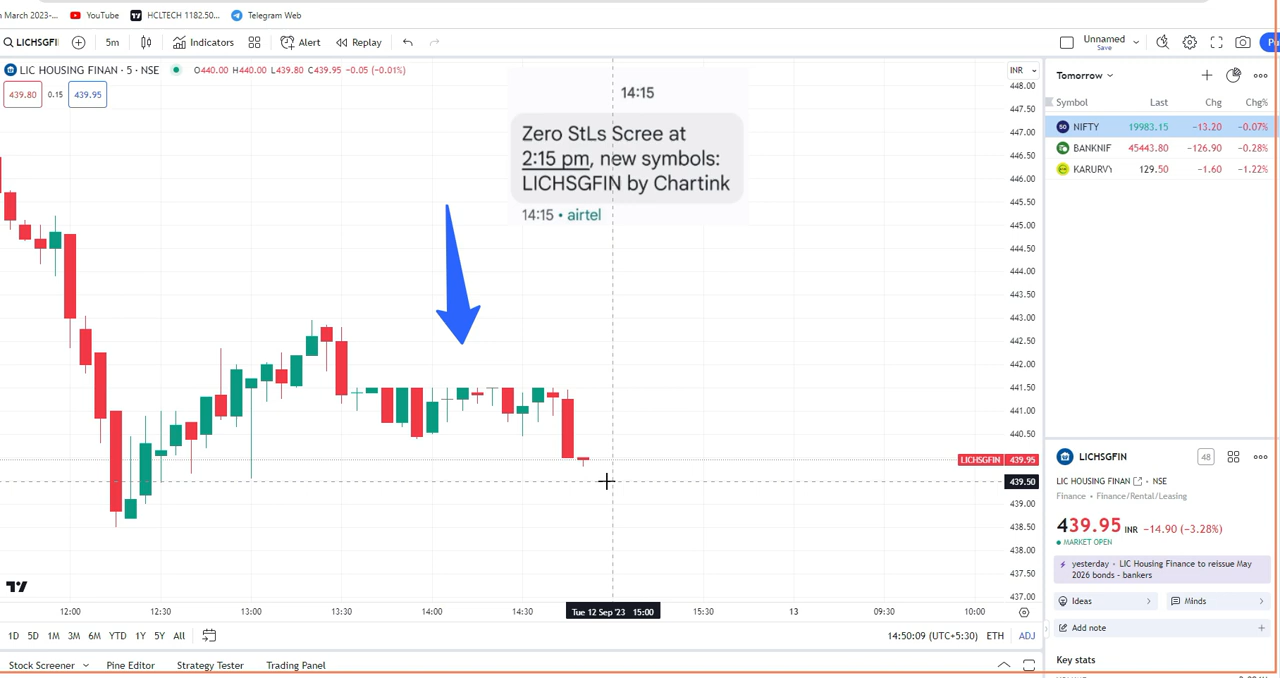 n March 2023-...
YouTube
HCLTECH 1182.50...
Telegram Web
LICHSGFI
5m
Indicators
Alert
Replay
Unnamed
Save
Pu
LIC HOUSING FINAN · 5 · NSE
O440.00 H440.00 L439.80 C439.95 -0.05 (-0.01%)
439.80
0.15
439.95
14:15
Zero StLs Scree at
2:15 pm, new symbols:
LICHSGFIN by Chartink
14:15 • airtel
INR
448.00
447.50
447.00
446.50
446.00
445.50
445.00
444.50
444.00
443.50
443.00
442.50
442.00
441.50
441.00
440.50
LICHSGFIN 439.95
439.50
439.00
438.50
438.00
437.50
437.00
12:00
12:30
13:00
13:30
14:00
14:30
Tue 12 Sep '23 15:00
15:30
13
09:30
10:00
1D 5D 1M 3M 6M YTD 1Y 5Y All
14:50:09 (UTC+5:30) ETH ADJ
Stock Screener
Pine Editor
Strategy Tester
Trading Panel
Tomorrow
Symbol Last Chg Chg%
NIFTY 19983.15 −13.20 −0.07%
BANKNIF 45443.80 −126.90 −0.28%
KARURVY 129.50 −1.60 −1.22%
LICHSGFIN
48
LIC HOUSING FINAN • NSE
Finance • Finance/Rental/Leasing
439.95 INR −14.90 (−3.28%)
MARKET OPEN
yesterday • LIC Housing Finance to reissue May
2026 bonds - bankers
Ideas
Minds
Add note
Key stats